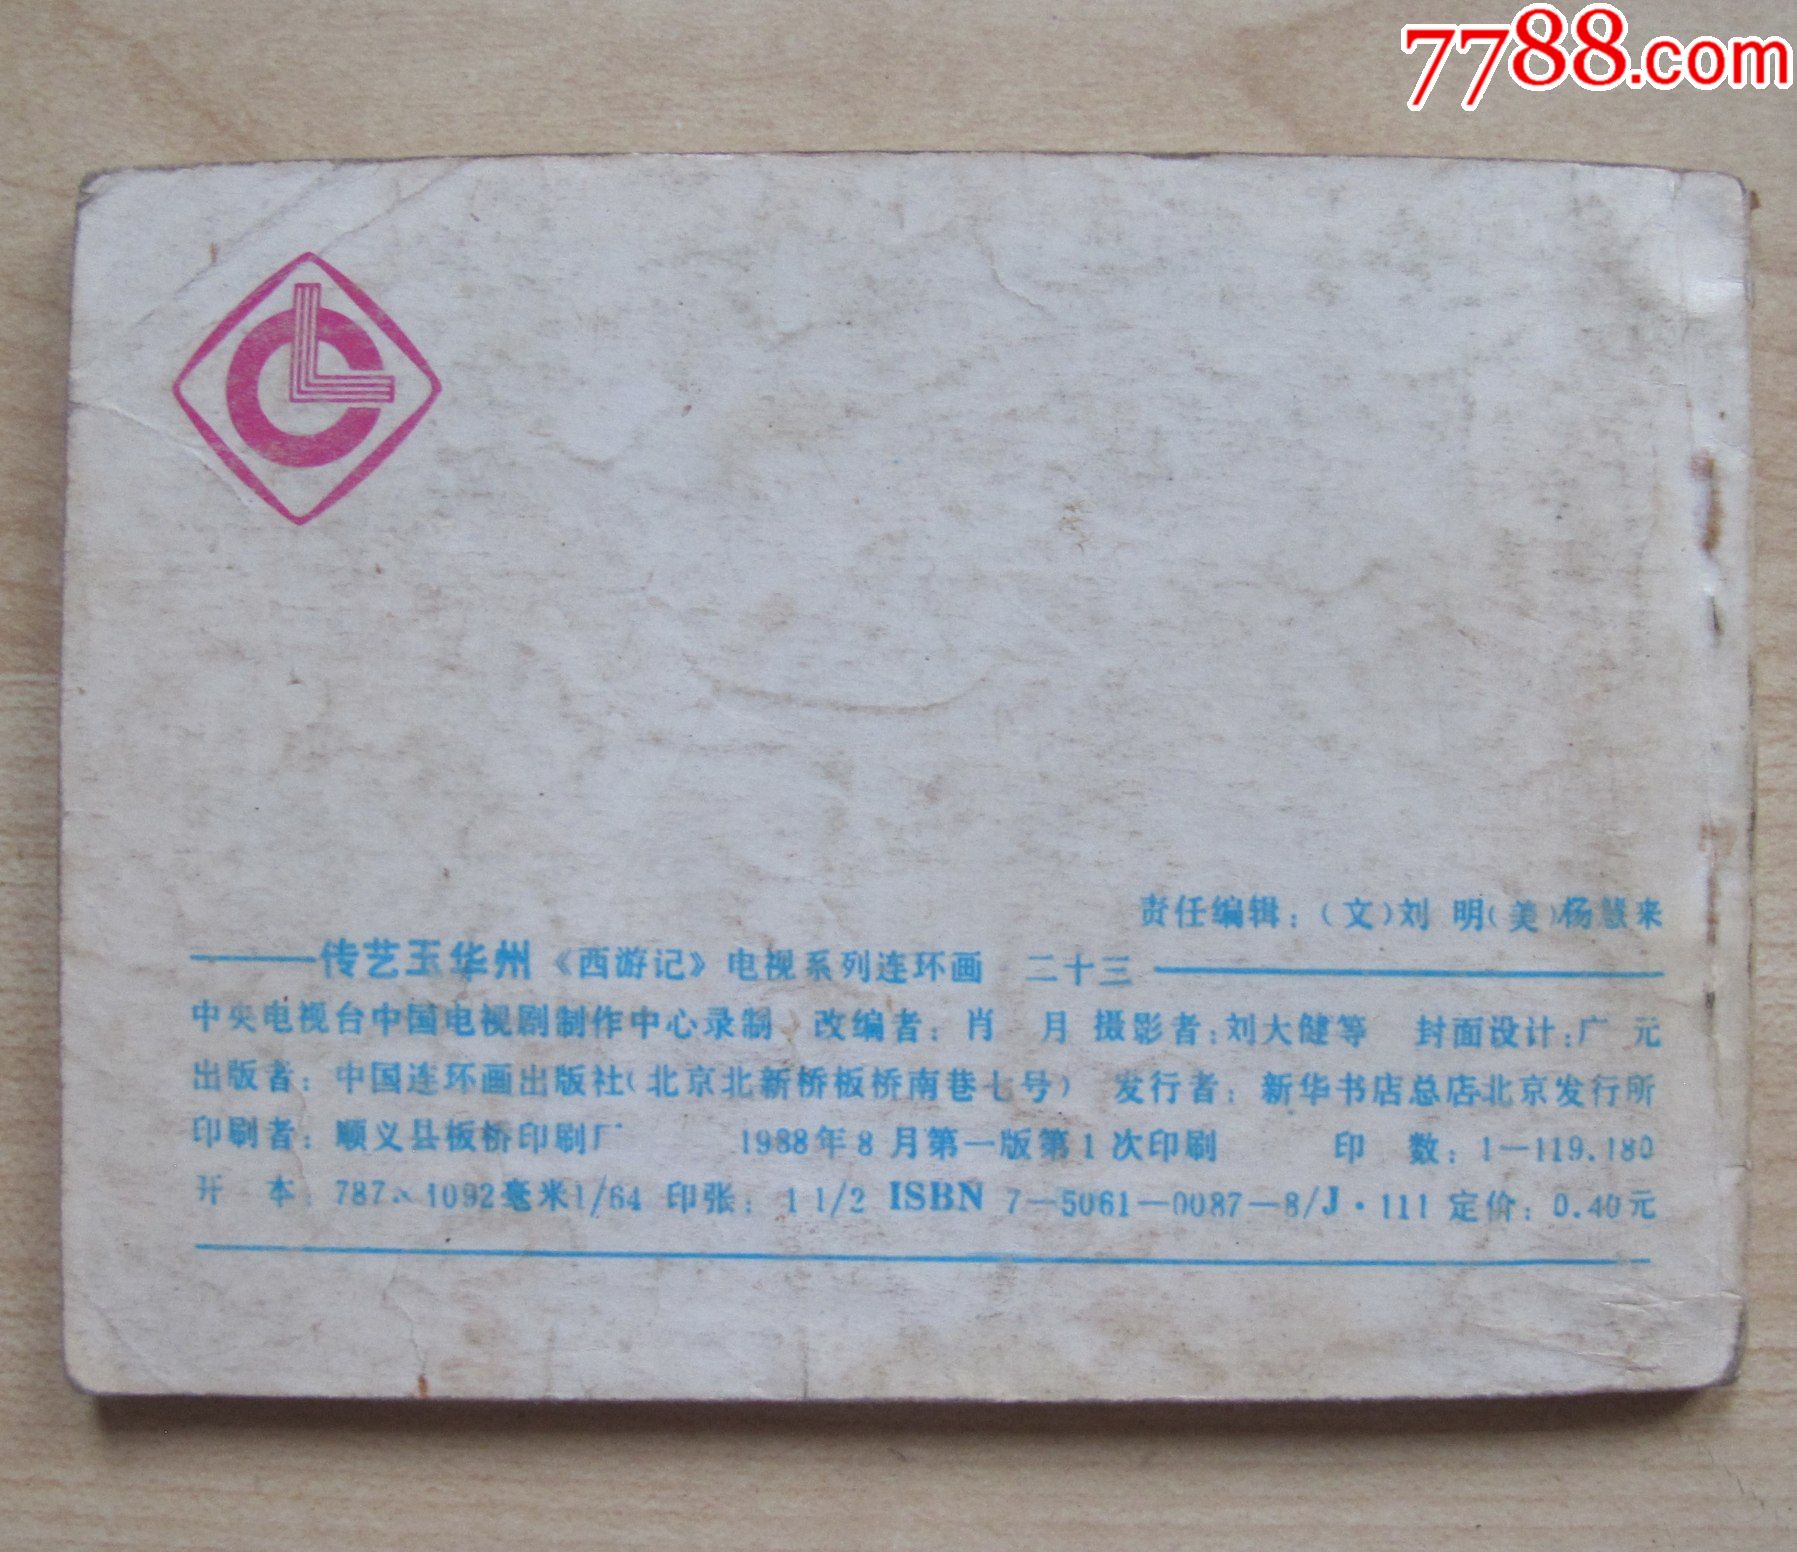 7788.com
责任编辑：（文）刘 明（美）杨慧来
——传艺玉华州《西游记》电视系列连环画 二十三——
中央电视台中国电视剧制作中心录制 改编者：肖 月 摄影者：刘大健等 封面设计：广 元
出版者：中国连环画出版社（北京北新桥板桥南巷七号） 发行者：新华书店总店北京发行所
印刷者：顺义县板桥印刷厂 1988年8月第一版第1次印刷 印 数：1—119.180
开 本：787×1092毫米1/64 印张：1 1/2 ISBN 7—5061—0087—8/J·111 定价：0.40元